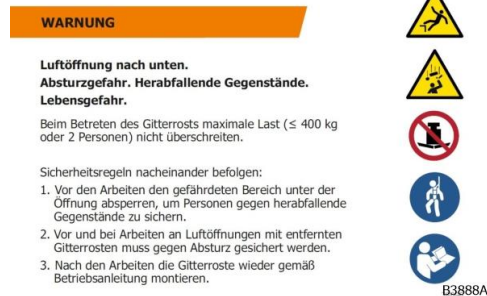 WARNUNG
Luftöffnung nach unten.
Absturzgefahr. Herabfallende Gegenstände.
Lebensgefahr.
Beim Betreten des Gitterrosts maximale Last (≤ 400 kg
oder 2 Personen) nicht überschreiten.
Sicherheitsregeln nacheinander befolgen:
1. Vor den Arbeiten den gefährdeten Bereich unter der
Öffnung absperren, um Personen gegen herabfallende
Gegenstände zu sichern.
2. Vor und bei Arbeiten an Luftöffnungen mit entfernten
Gitterrosten muss gegen Absturz gesichert werden.
3. Nach den Arbeiten die Gitterroste wieder gemäß
Betriebsanleitung montieren.
B3888A